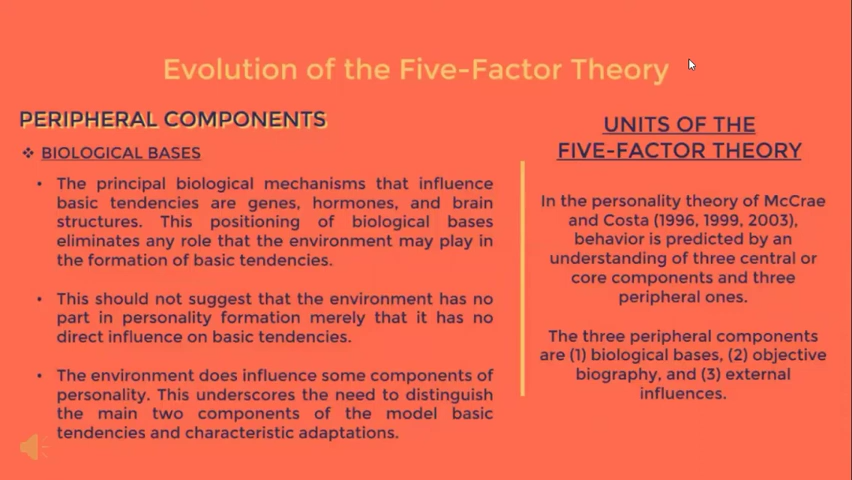 Evolution of the Five-Factor Theory
PERIPHERAL COMPONENTS
❖ BIOLOGICAL BASES
• The principal biological mechanisms that influence
basic tendencies are genes, hormones, and brain
structures. This positioning of biological bases
eliminates any role that the environment may play in
the formation of basic tendencies.
• This should not suggest that the environment has no
part in personality formation merely that it has no
direct influence on basic tendencies.
• The environment does influence some components of
personality. This underscores the need to distinguish
the main two components of the model basic
tendencies and characteristic adaptations.
UNITS OF THE
FIVE-FACTOR THEORY
In the personality theory of McCrae
and Costa (1996, 1999, 2003),
behavior is predicted by an
understanding of three central or
core components and three
peripheral ones.
The three peripheral components
are (1) biological bases, (2) objective
biography, and (3) external
influences.